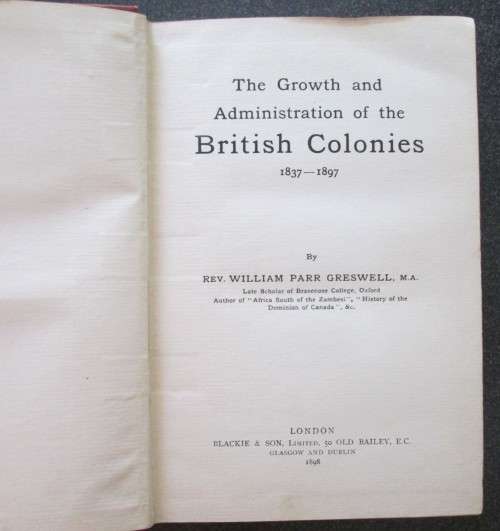 The Growth and
Administration of the
British Colonies
1837—1897
By
REV. WILLIAM PARR GRESWELL, M.A.
Late Scholar of Brasenose College, Oxford
Author of "Africa South of the Zambesi", "History of the
Dominion of Canada", &c.
LONDON
BLACKIE & SON, LIMITED, 50 OLD BAILEY, E.C.
GLASGOW AND DUBLIN
1898